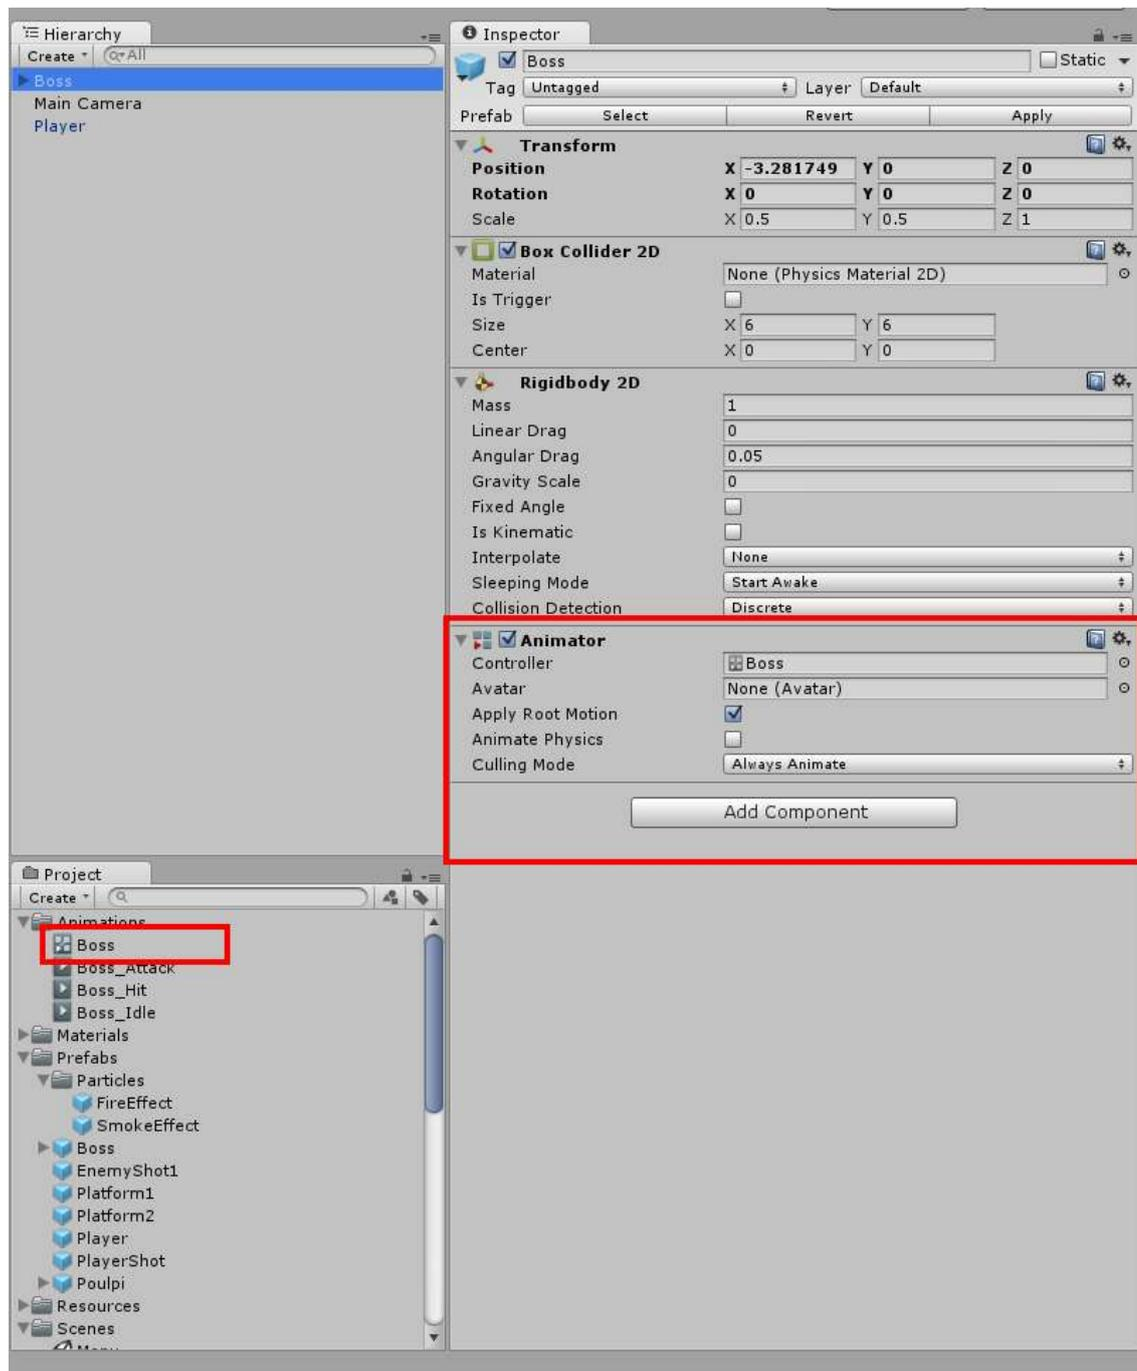 Hierarchy
Create All
Boss
Main Camera
Player
Inspector
Boss Static
Tag Untagged Layer Default
Prefab Select Revert Apply
Transform
Position X -3.281749 Y 0 Z 0
Rotation X 0 Y 0 Z 0
Scale X 0.5 Y 0.5 Z 1
Box Collider 2D
Material None (Physics Material 2D)
Is Trigger
Size X 6 Y 6
Center X 0 Y 0
Rigidbody 2D
Mass 1
Linear Drag 0
Angular Drag 0.05
Gravity Scale 0
Fixed Angle
Is Kinematic
Interpolate None
Sleeping Mode Start Awake
Collision Detection Discrete
Animator
Controller Boss
Avatar None (Avatar)
Apply Root Motion
Animate Physics
Culling Mode Always Animate
Add Component
Project
Create
Animations
Boss
Boss_Attack
Boss_Hit
Boss_Idle
Materials
Prefabs
Particles
FireEffect
SmokeEffect
Boss
EnemyShot1
Platform1
Platform2
Player
PlayerShot
Poulpi
Resources
Scenes